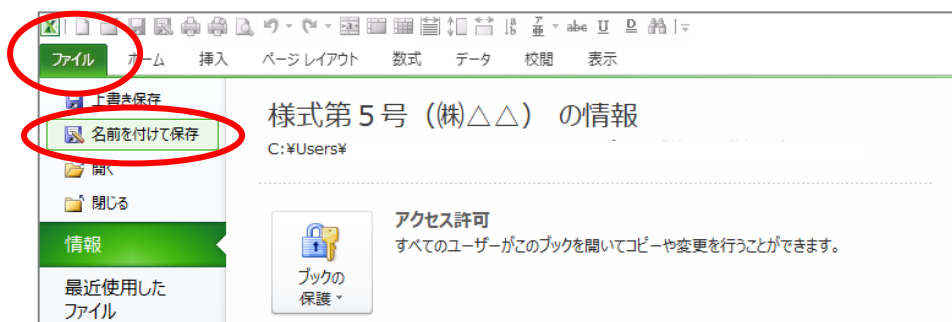 abc U D
ファイル ホーム 挿入 ページ レイアウト 数式 データ 校閲 表示
上書き保存
名前を付けて保存
開く
閉じる
情報
最近使用した
ファイル
様式第５号（㈱△△） の情報
C:¥Users¥
ブックの
保護
アクセス許可
すべてのユーザーがこのブックを開いてコピーや変更を行うことができます。